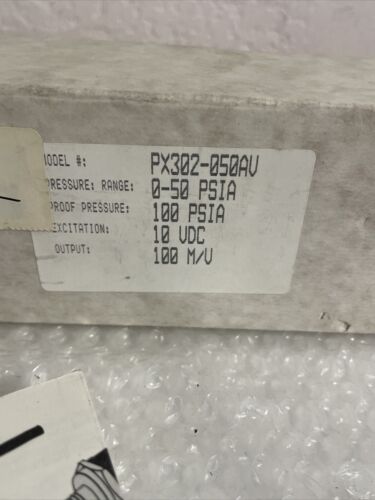 MODEL #: PX302-050AV
PRESSURE: RANGE: 0-50 PSIA
PROOF PRESSURE: 100 PSIA
EXCITATION: 10 VDC
OUTPUT: 100 M/V